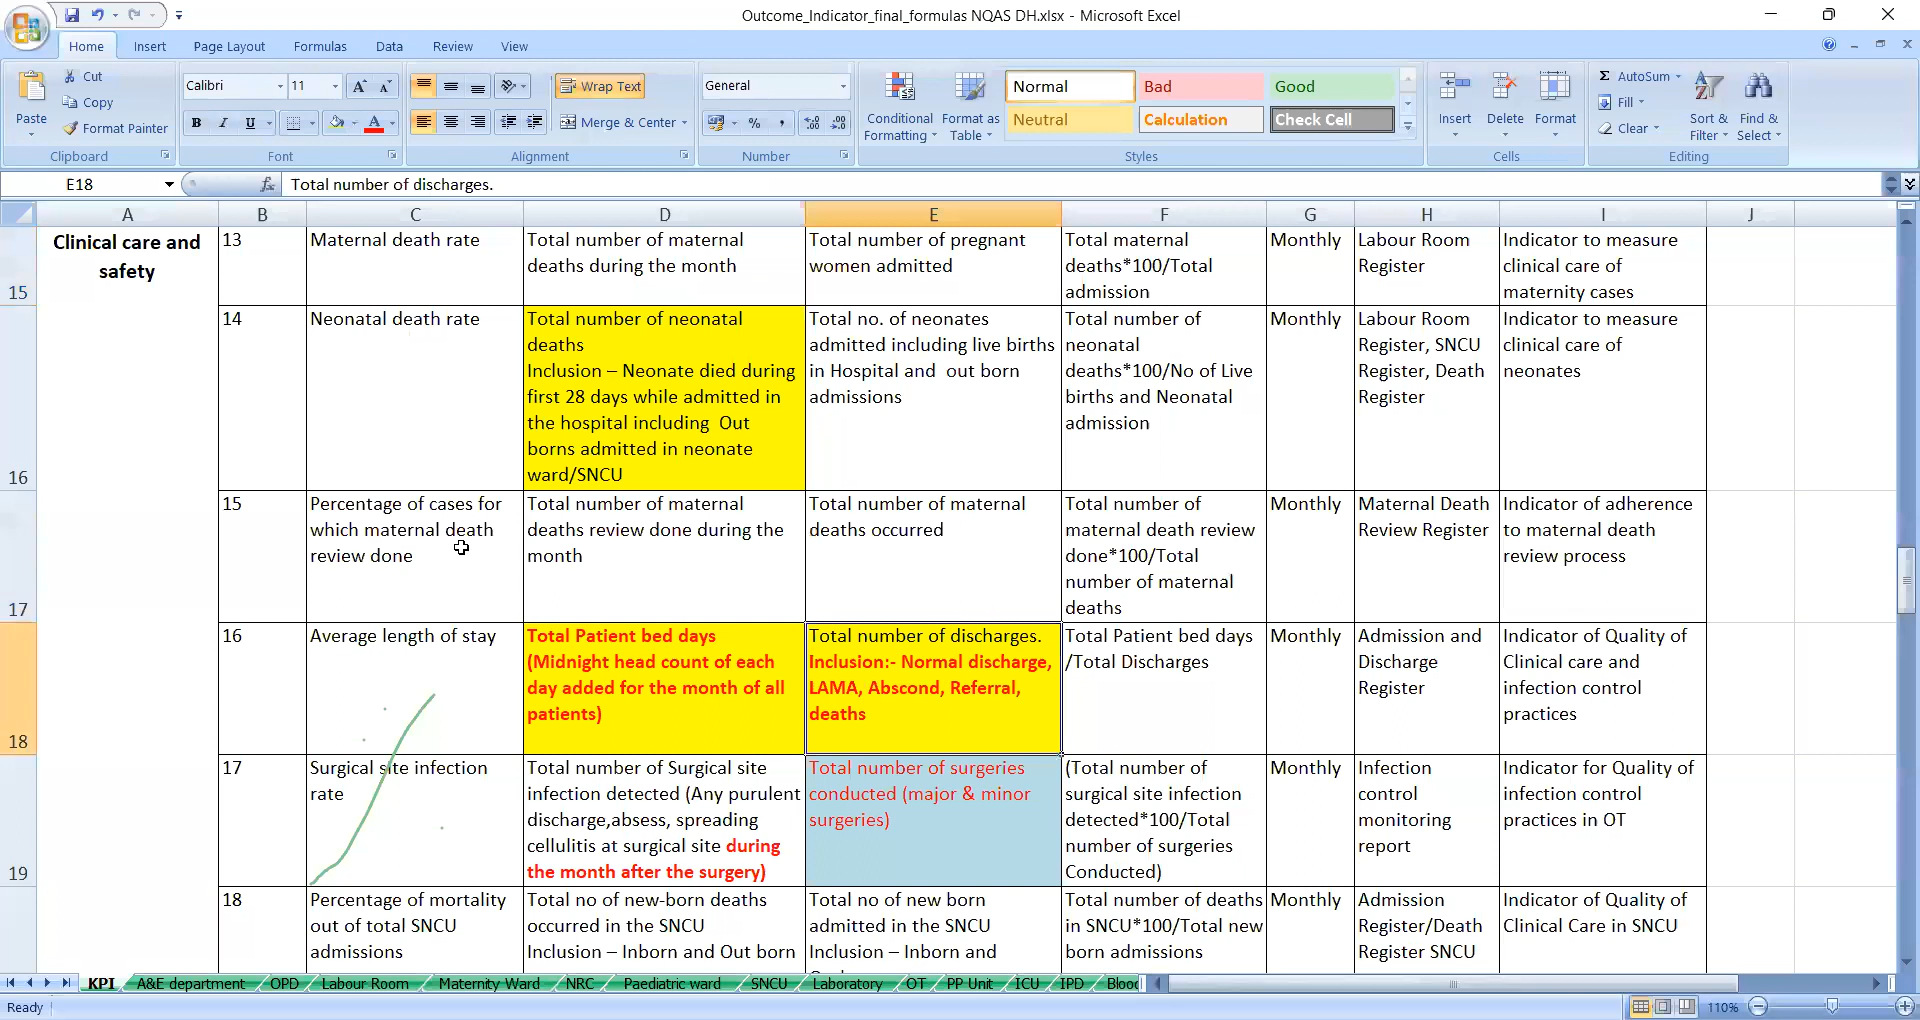 Outcome_Indicator_final_formulas NQAS DH.xlsx - Microsoft Excel
Home Insert Page Layout Formulas Data Review View
Paste
Cut
Copy
Format Painter
Clipboard
Calibri 11
B I U
Font
Wrap Text
Merge & Center
Alignment
General
Number
Conditional Formatting
Format as Table
Normal Bad Good
Neutral Calculation Check Cell
Styles
Insert Delete Format
Cells
AutoSum
Fill
Clear
Sort & Filter
Find & Select
Editing
E18 fx Total number of discharges.
A B C D E F G H I J
15
Clinical care and
safety
13
Maternal death rate
Total number of maternal
deaths during the month
Total number of pregnant
women admitted
Total maternal
deaths*100/Total
admission
Monthly
Labour Room
Register
Indicator to measure
clinical care of
maternity cases
16
14
Neonatal death rate
Total number of neonatal
deaths
Inclusion – Neonate died during
first 28 days while admitted in
the hospital including Out
borns admitted in neonate
ward/SNCU
Total no. of neonates
admitted including live births
in Hospital and out born
admissions
Total number of
neonatal
deaths*100/No of Live
births and Neonatal
admission
Monthly
Labour Room
Register, SNCU
Register, Death
Register
Indicator to measure
clinical care of
neonates
17
15
Percentage of cases for
which maternal death
review done
Total number of maternal
deaths review done during the
month
Total number of maternal
deaths occurred
Total number of
maternal death review
done*100/Total
number of maternal
deaths
Monthly
Maternal Death
Review Register
Indicator of adherence
to maternal death
review process
18
16
Average length of stay
Total Patient bed days
(Midnight head count of each
day added for the month of all
patients)
Total number of discharges.
Inclusion:- Normal discharge,
LAMA, Abscond, Referral,
deaths
Total Patient bed days
/Total Discharges
Monthly
Admission and
Discharge
Register
Indicator of Quality of
Clinical care and
infection control
practices
19
17
Surgical site infection
rate
Total number of Surgical site
infection detected (Any purulent
discharge,absess, spreading
cellulitis at surgical site during
the month after the surgery)
Total number of surgeries
conducted (major & minor
surgeries)
(Total number of
surgical site infection
detected*100/Total
number of surgeries
Conducted)
Monthly
Infection
control
monitoring
report
Indicator for Quality of
infection control
practices in OT
18
Percentage of mortality
out of total SNCU
admissions
Total no of new-born deaths
occurred in the SNCU
Inclusion – Inborn and Out born
Total no of new born
admitted in the SNCU
Inclusion – Inborn and
Total number of deaths
in SNCU*100/Total new
born admissions
Monthly
Admission
Register/Death
Register SNCU
Indicator of Quality of
Clinical Care in SNCU
KPI A&E department OPD Labour Room Maternity Ward NRC Paediatric ward SNCU Laboratory OT PP Unit ICU IPD Blood
Ready 110%